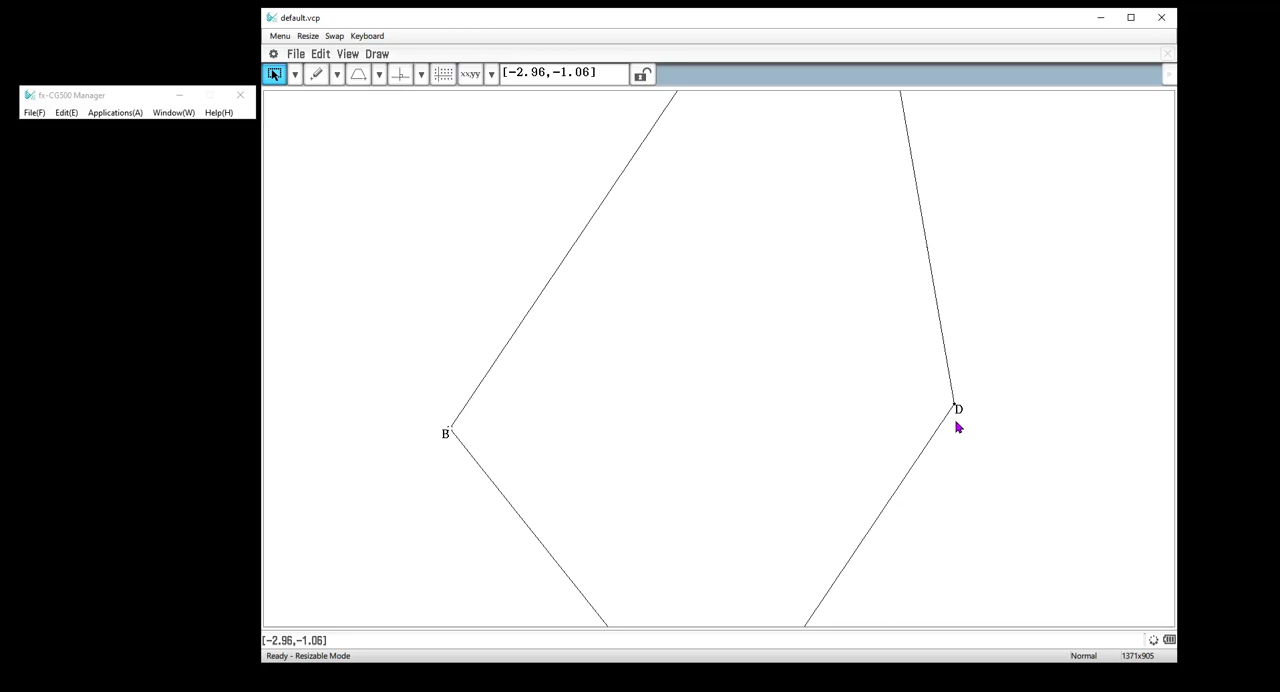 default.vcp
Menu Resize Swap Keyboard
File Edit View Draw
xxyy [-2.96,-1.06]
fx-CG500 Manager
File(F) Edit(E) Applications(A) Window(W) Help(H)
B
D
[-2.96,-1.06]
Ready - Resizable Mode Normal 1371x905